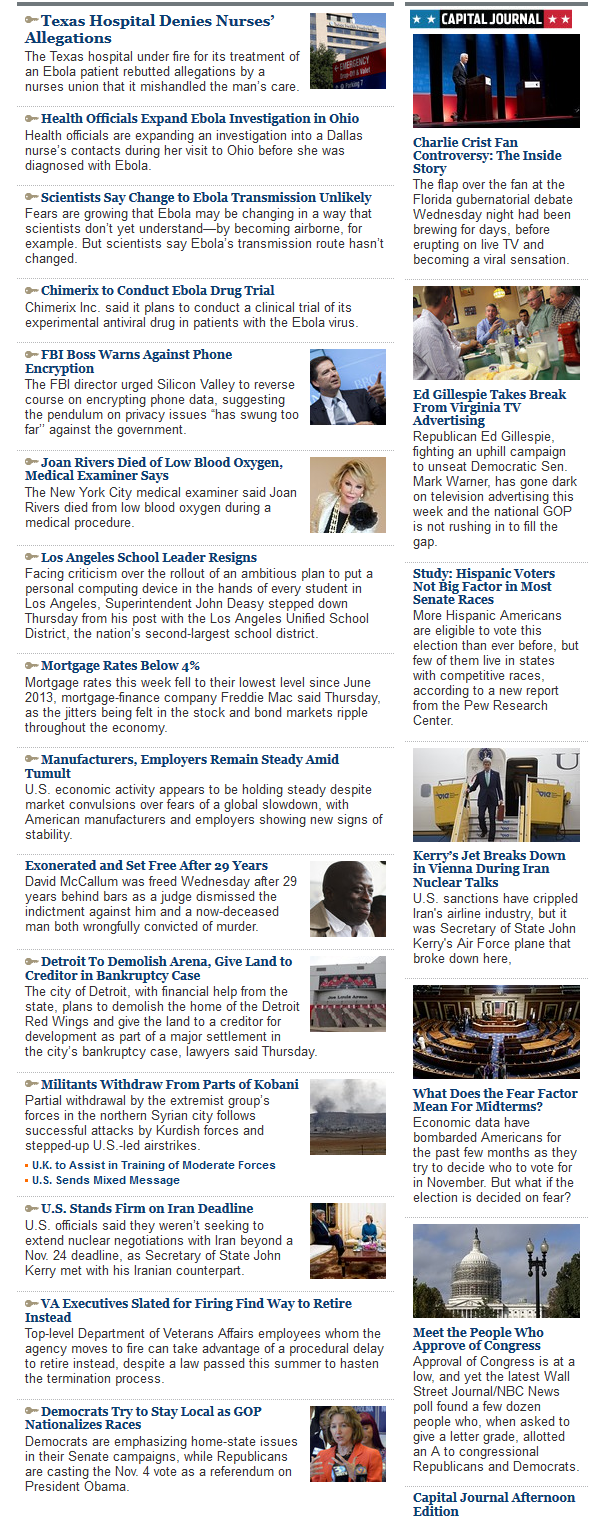 Texas Hospital Denies Nurses’
Allegations
The Texas hospital under fire for its treatment of
an Ebola patient rebutted allegations by a
nurses union that it mishandled the man’s care.
EMERGENCY
Health Officials Expand Ebola Investigation in Ohio
Health officials are expanding an investigation into a Dallas
nurse’s contacts during her visit to Ohio before she was
diagnosed with Ebola.
Scientists Say Change to Ebola Transmission Unlikely
Fears are growing that Ebola may be changing in a way that
scientists don’t yet understand—by becoming airborne, for
example. But scientists say Ebola’s transmission route hasn’t
changed.
Chimerix to Conduct Ebola Drug Trial
Chimerix Inc. said it plans to conduct a clinical trial of its
experimental antiviral drug in patients with the Ebola virus.
FBI Boss Warns Against Phone
Encryption
The FBI director urged Silicon Valley to reverse
course on encrypting phone data, suggesting
the pendulum on privacy issues “has swung too
far” against the government.
Joan Rivers Died of Low Blood Oxygen,
Medical Examiner Says
The New York City medical examiner said Joan
Rivers died from low blood oxygen during a
medical procedure.
Los Angeles School Leader Resigns
Facing criticism over the rollout of an ambitious plan to put a
personal computing device in the hands of every student in
Los Angeles, Superintendent John Deasy stepped down
Thursday from his post with the Los Angeles Unified School
District, the nation’s second-largest school district.
Mortgage Rates Below 4%
Mortgage rates this week fell to their lowest level since June
2013, mortgage-finance company Freddie Mac said Thursday,
as the jitters being felt in the stock and bond markets ripple
throughout the economy.
Manufacturers, Employers Remain Steady Amid
Tumult
U.S. economic activity appears to be holding steady despite
market convulsions over fears of a global slowdown, with
American manufacturers and employers showing new signs of
stability.
Exonerated and Set Free After 29 Years
David McCallum was freed Wednesday after 29
years behind bars as a judge dismissed the
indictment against him and a now-deceased
man both wrongfully convicted of murder.
Detroit To Demolish Arena, Give Land to
Creditor in Bankruptcy Case
The city of Detroit, with financial help from the
state, plans to demolish the home of the Detroit
Red Wings and give the land to a creditor for
development as part of a major settlement in
the city’s bankruptcy case, lawyers said Thursday.
Joe Louis Arena
Militants Withdraw From Parts of Kobani
Partial withdrawal by the extremist group’s
forces in the northern Syrian city follows
successful attacks by Kurdish forces and
stepped-up U.S.-led airstrikes.
U.K. to Assist in Training of Moderate Forces
U.S. Sends Mixed Message
U.S. Stands Firm on Iran Deadline
U.S. officials said they weren’t seeking to
extend nuclear negotiations with Iran beyond a
Nov. 24 deadline, as Secretary of State John
Kerry met with his Iranian counterpart.
VA Executives Slated for Firing Find Way to Retire
Instead
Top-level Department of Veterans Affairs employees whom the
agency moves to fire can take advantage of a procedural delay
to retire instead, despite a law passed this summer to hasten
the termination process.
Democrats Try to Stay Local as GOP
Nationalizes Races
Democrats are emphasizing home-state issues
in their Senate campaigns, while Republicans
are casting the Nov. 4 vote as a referendum on
President Obama.
CAPITAL JOURNAL
Charlie Crist Fan
Controversy: The Inside
Story
The flap over the fan at the
Florida gubernatorial debate
Wednesday night had been
brewing for days, before
erupting on live TV and
becoming a viral sensation.
Ed Gillespie Takes Break
From Virginia TV
Advertising
Republican Ed Gillespie,
fighting an uphill campaign
to unseat Democratic Sen.
Mark Warner, has gone dark
on television advertising this
week and the national GOP
is not rushing in to fill the
gap.
Study: Hispanic Voters
Not Big Factor in Most
Senate Races
More Hispanic Americans
are eligible to vote this
election than ever before, but
few of them live in states
with competitive races,
according to a new report
from the Pew Research
Center.
Kerry’s Jet Breaks Down
in Vienna During Iran
Nuclear Talks
U.S. sanctions have crippled
Iran's airline industry, but it
was Secretary of State John
Kerry's Air Force plane that
broke down here,
What Does the Fear Factor
Mean For Midterms?
Economic data have
bombarded Americans for
the past few months as they
try to decide who to vote for
in November. But what if the
election is decided on fear?
Meet the People Who
Approve of Congress
Approval of Congress is at a
low, and yet the latest Wall
Street Journal/NBC News
poll found a few dozen
people who, when asked to
give a letter grade, allotted
an A to congressional
Republicans and Democrats.
Capital Journal Afternoon
Edition